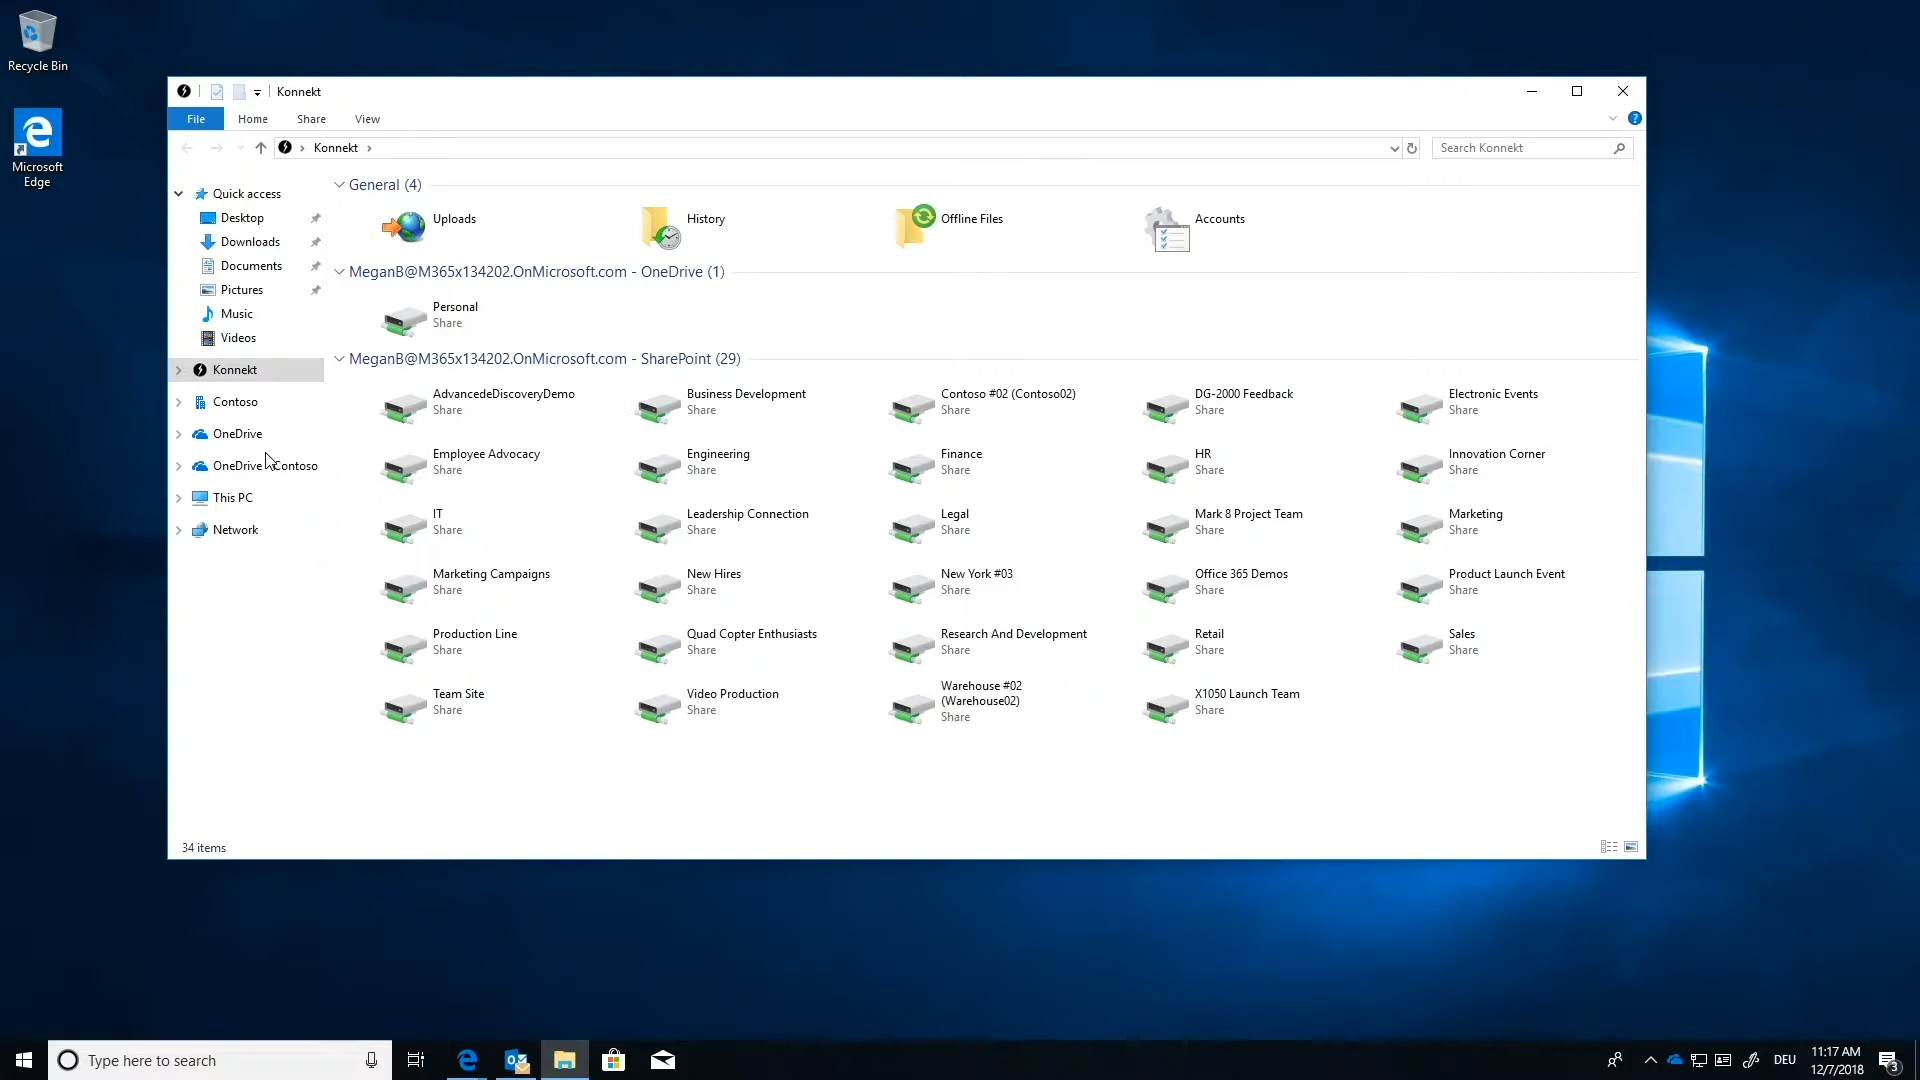 Recycle Bin
Microsoft
Edge
Konnekt
File Home Share View
Konnekt
Search Konnekt
Quick access
Desktop
Downloads
Documents
Pictures
Music
Videos
Konnekt
Contoso
OneDrive
OneDrive Contoso
This PC
Network
General (4)
Uploads
History
Offline Files
Accounts
MeganB@M365x134202.OnMicrosoft.com - OneDrive (1)
Personal
Share
MeganB@M365x134202.OnMicrosoft.com - SharePoint (29)
AdvancedeDiscoveryDemo
Share
Business Development
Share
Contoso #02 (Contoso02)
Share
DG-2000 Feedback
Share
Electronic Events
Share
Employee Advocacy
Share
Engineering
Share
Finance
Share
HR
Share
Innovation Corner
Share
IT
Share
Leadership Connection
Share
Legal
Share
Mark 8 Project Team
Share
Marketing
Share
Marketing Campaigns
Share
New Hires
Share
New York #03
Share
Office 365 Demos
Share
Product Launch Event
Share
Production Line
Share
Quad Copter Enthusiasts
Share
Research And Development
Share
Retail
Share
Sales
Share
Team Site
Share
Video Production
Share
Warehouse #02
(Warehouse02)
Share
X1050 Launch Team
Share
34 items
Type here to search
DEU
11:17 AM
12/7/2018
3